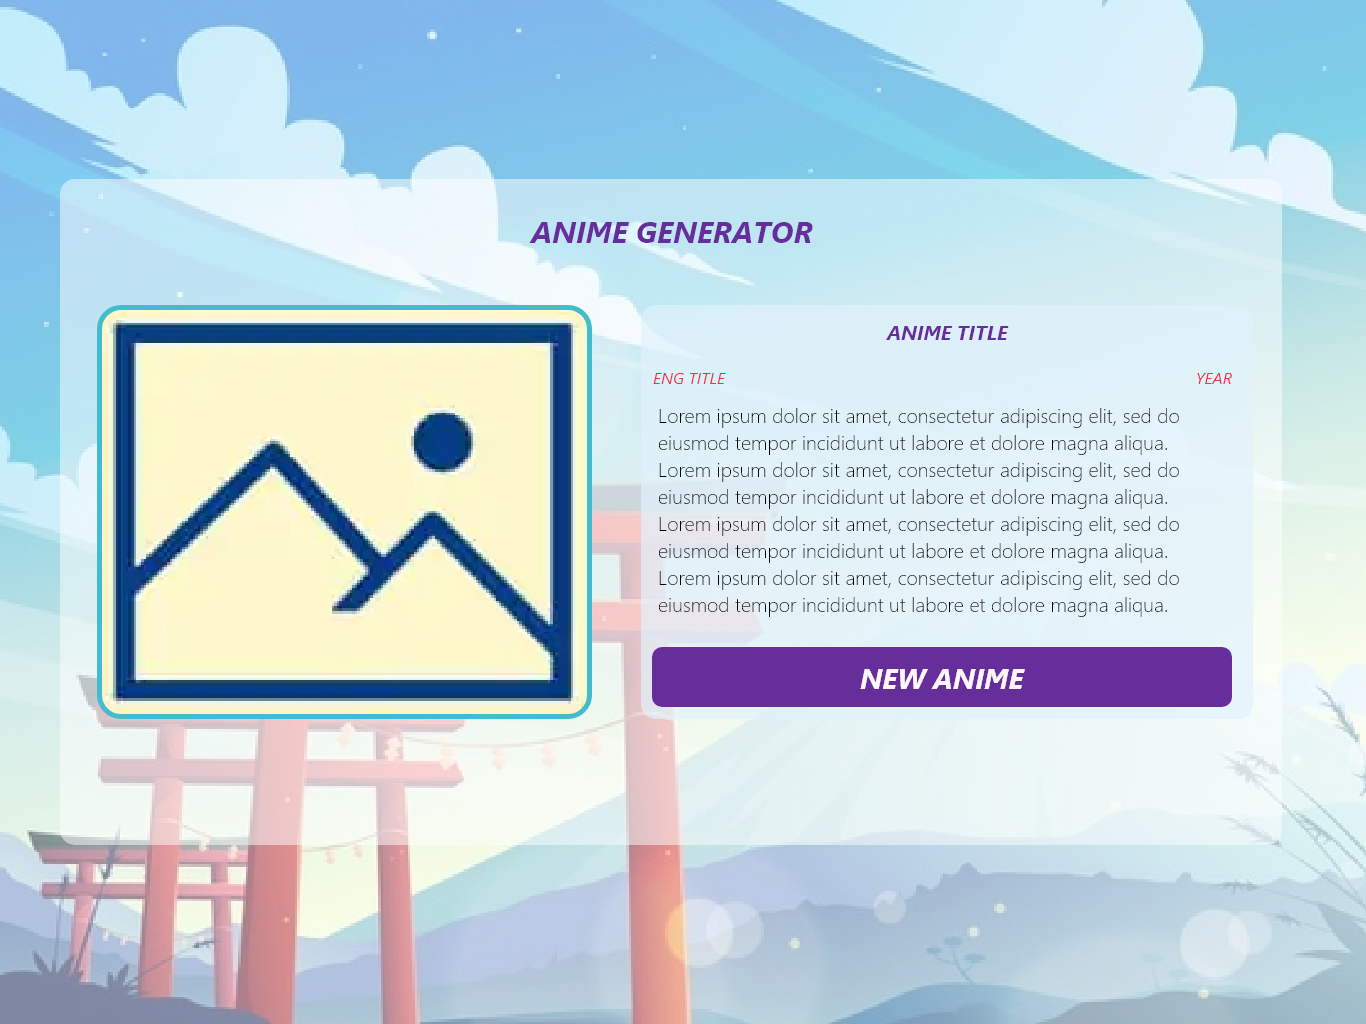 ANIME GENERATOR
ANIME TITLE
ENG TITLE YEAR
Lorem ipsum dolor sit amet, consectetur adipiscing elit, sed do
eiusmod tempor incididunt ut labore et dolore magna aliqua.
Lorem ipsum dolor sit amet, consectetur adipiscing elit, sed do
eiusmod tempor incididunt ut labore et dolore magna aliqua.
Lorem ipsum dolor sit amet, consectetur adipiscing elit, sed do
eiusmod tempor incididunt ut labore et dolore magna aliqua.
Lorem ipsum dolor sit amet, consectetur adipiscing elit, sed do
eiusmod tempor incididunt ut labore et dolore magna aliqua.
NEW ANIME